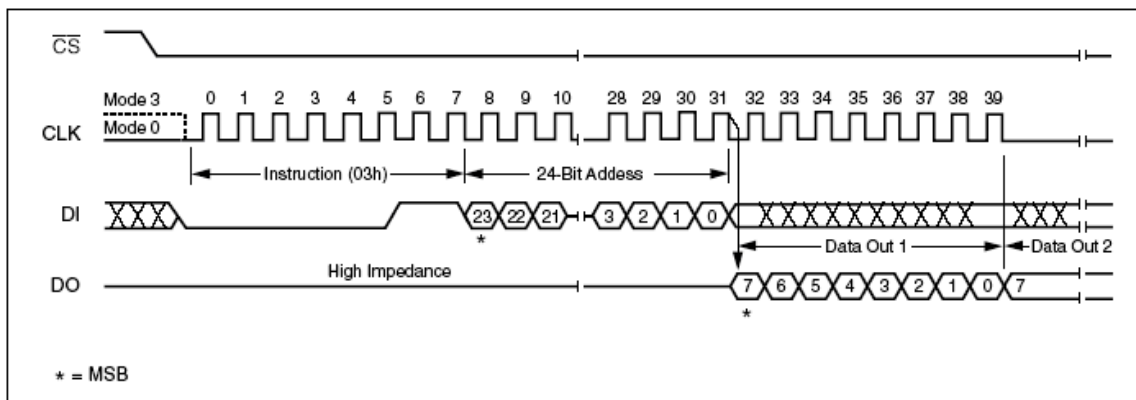 CS
Mode 3 0 1 2 3 4 5 6 7 8 9 10 28 29 30 31 32 33 34 35 36 37 38 39
CLK Mode 0
Instruction (03h) 24-Bit Addess
DI 23 22 21 3 2 1 0
* Data Out 1 Data Out 2
High Impedance
DO 7 6 5 4 3 2 1 0 7
*
* = MSB